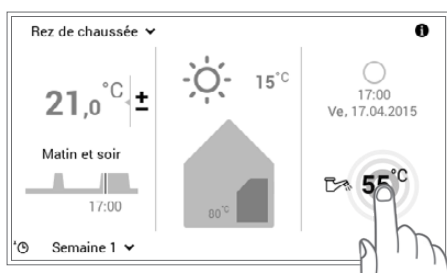 Rez de chaussée
21,0 °C ±
Matin et soir
17:00
Semaine 1
15 °C
80 °C
17:00
Ve, 17.04.2015
55 °C